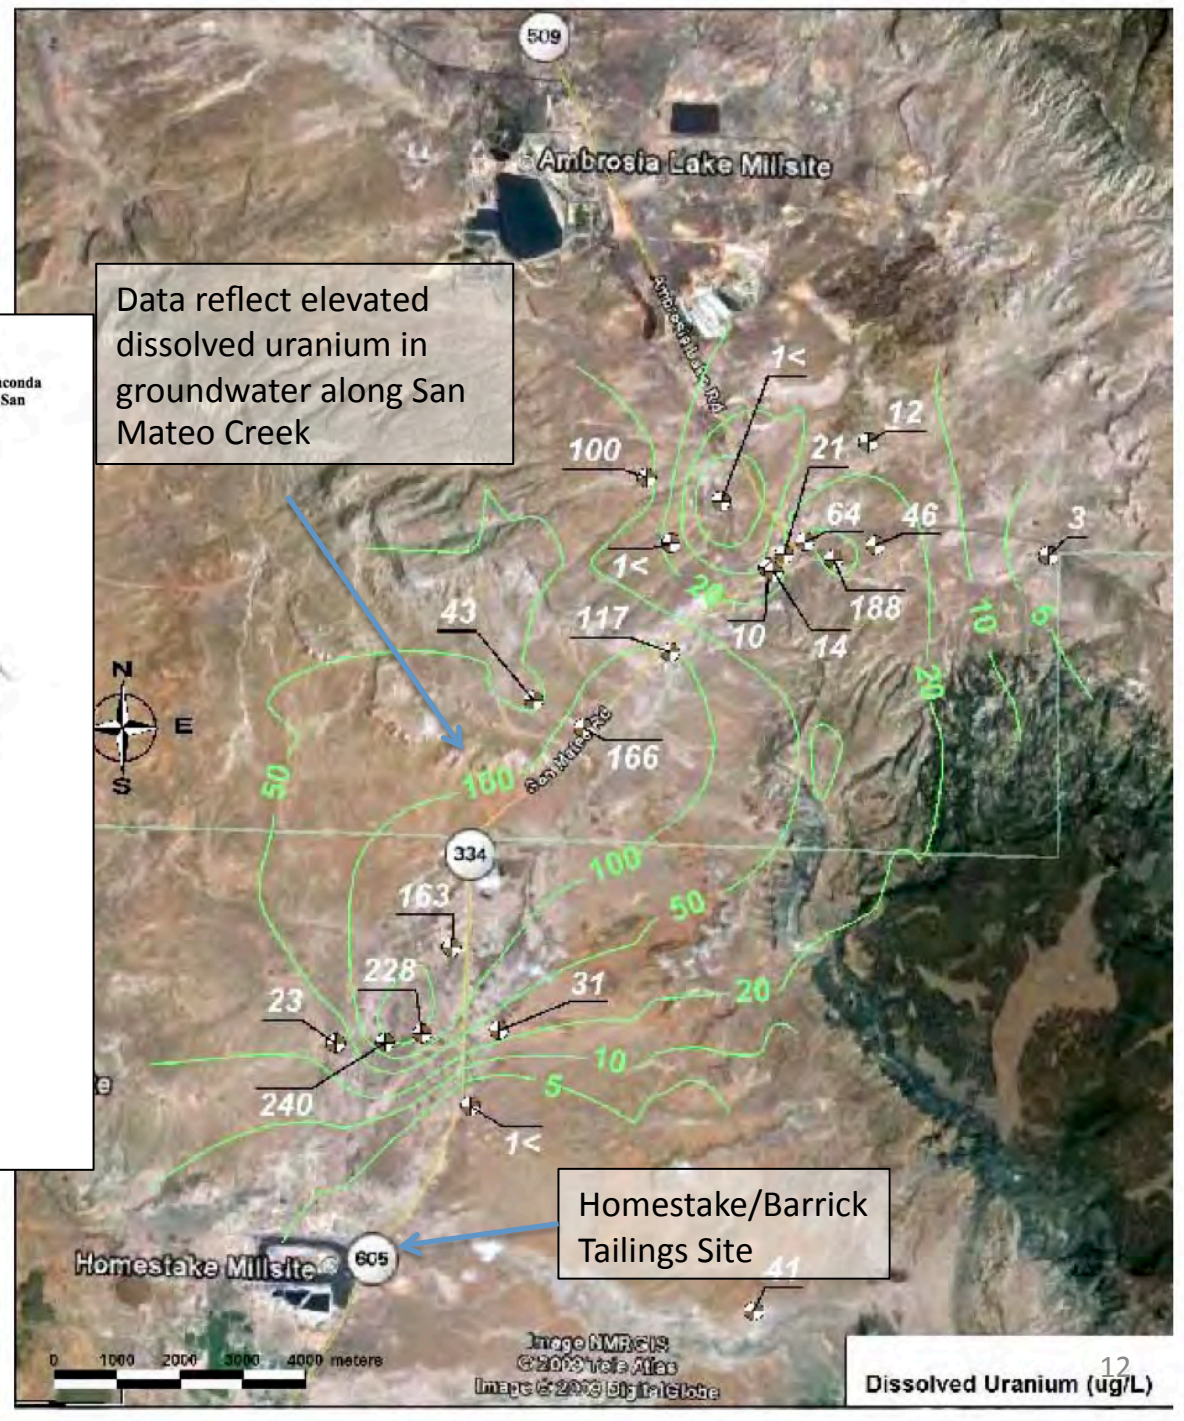 509
Ambrosia Lake Millsite
Data reflect elevated
dissolved uranium in
groundwater along San
Mateo Creek
San
Ambrosia Lake Rd
1<
12
100
21
64
46
3
1<
20
188
10
14
10
5
43
117
20
N
E
S
166
San Mateo Rd
50
100
334
100
163
50
228
31
20
23
10
5
240
1<
Homestake/Barrick
Tailings Site
Homestake Millsite
605
41
0 1000 2000 3000 4000 meters
Image NMRGIS
© 2009 Tele Atlas
Image © 2009 DigitalGlobe
12
Dissolved Uranium (ug/L)